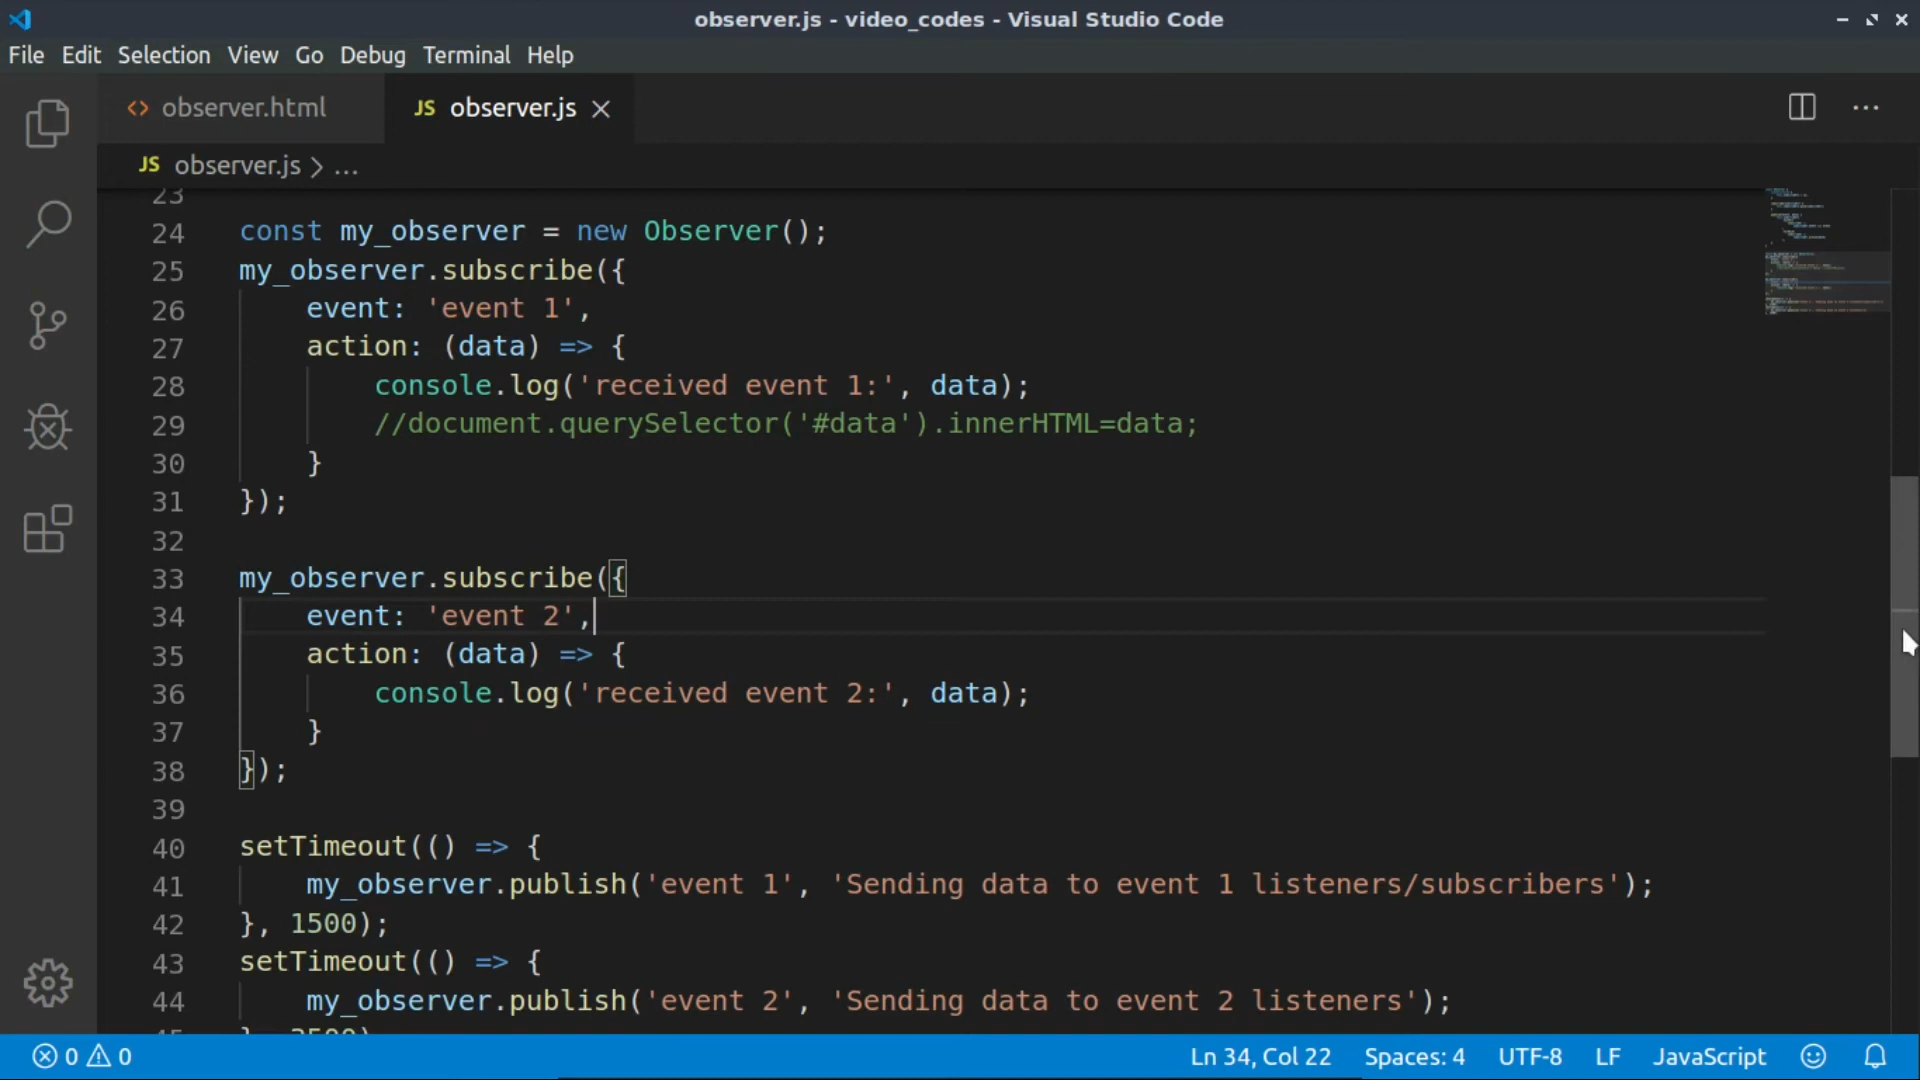 observer.js - video_codes - Visual Studio Code
File Edit Selection View Go Debug Terminal Help
<> observer.html JS observer.js
JS observer.js > ...
23
24 const my_observer = new Observer();
25 my_observer.subscribe({
26 event: 'event 1',
27 action: (data) => {
28 console.log('received event 1:', data);
29 //document.querySelector('#data').innerHTML=data;
30 }
31 });
32
33 my_observer.subscribe({
34 event: 'event 2',
35 action: (data) => {
36 console.log('received event 2:', data);
37 }
38 });
39
40 setTimeout(() => {
41 my_observer.publish('event 1', 'Sending data to event 1 listeners/subscribers');
42 }, 1500);
43 setTimeout(() => {
44 my_observer.publish('event 2', 'Sending data to event 2 listeners');
0 0 Ln 34, Col 22 Spaces: 4 UTF-8 LF JavaScript